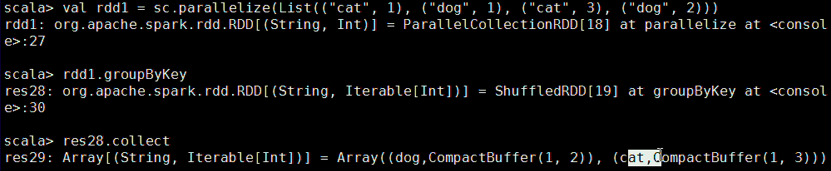 scala> val rdd1 = sc.parallelize(List(("cat", 1), ("dog", 1), ("cat", 3), ("dog", 2)))
rdd1: org.apache.spark.rdd.RDD[(String, Int)] = ParallelCollectionRDD[18] at parallelize at <consol
e>:27
scala> rdd1.groupByKey
res28: org.apache.spark.rdd.RDD[(String, Iterable[Int])] = ShuffledRDD[19] at groupByKey at <consol
e>:30
scala> res28.collect
res29: Array[(String, Iterable[Int])] = Array((dog,CompactBuffer(1, 2)), (cat,CompactBuffer(1, 3)))